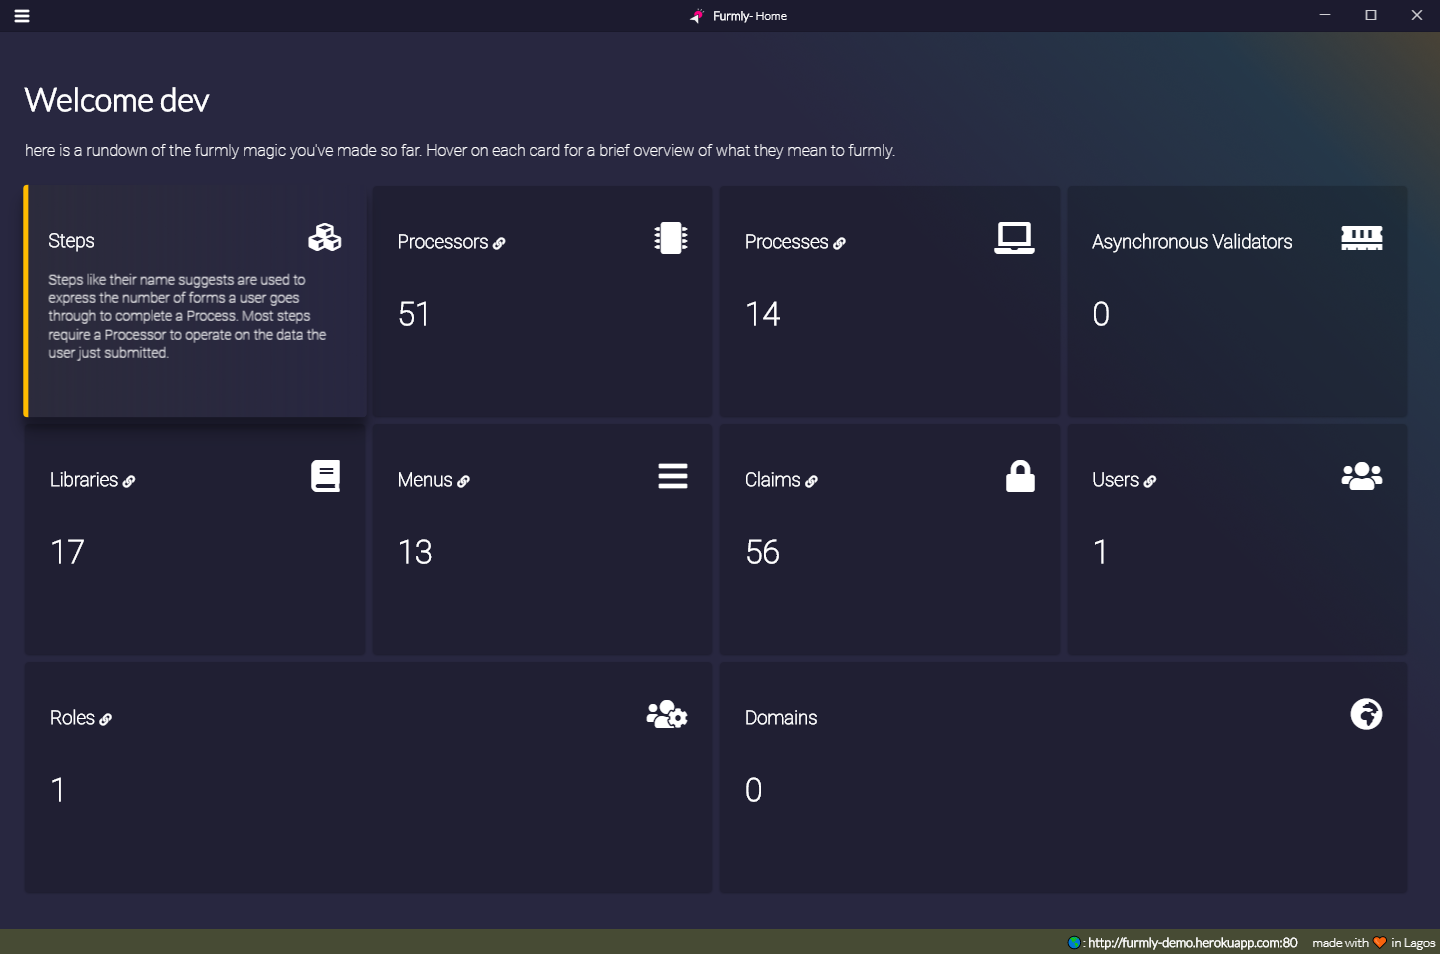 Furmly- Home
Welcome dev
here is a rundown of the furmly magic you've made so far. Hover on each card for a brief overview of what they mean to furmly.
Steps
Steps like their name suggests are used to
express the number of forms a user goes
through to complete a Process. Most steps
require a Processor to operate on the data the
user just submitted.
Processors
51
Processes
14
Asynchronous Validators
0
Libraries
17
Menus
13
Claims
56
Users
1
Roles
1
Domains
0
: http://furmly-demo.herokuapp.com:80 made with in Lagos